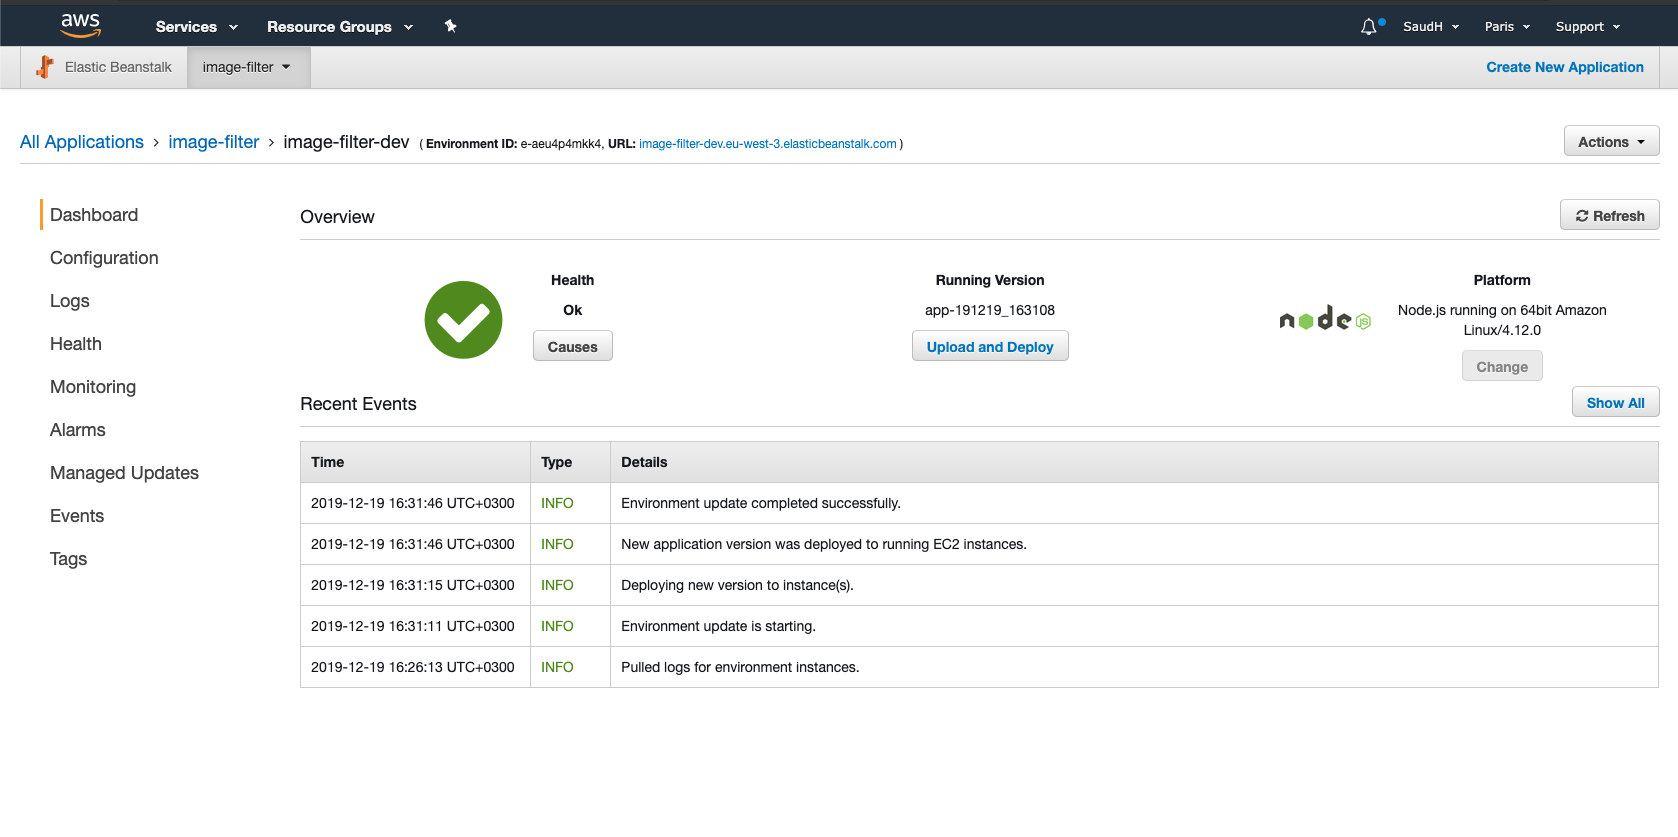 aws Services Resource Groups SaudH Paris Support
Elastic Beanstalk image-filter Create New Application
All Applications › image-filter › image-filter-dev ( Environment ID: e-aeu4p4mkk4, URL: image-filter-dev.eu-west-3.elasticbeanstalk.com ) Actions
Dashboard
Configuration
Logs
Health
Monitoring
Alarms
Managed Updates
Events
Tags
Overview Refresh
Health
Ok
Causes
Running Version
app-191219_163108
Upload and Deploy
node JS
Platform
Node.js running on 64bit Amazon
Linux/4.12.0
Change
Recent Events Show All
Time Type Details
2019-12-19 16:31:46 UTC+0300 INFO Environment update completed successfully.
2019-12-19 16:31:46 UTC+0300 INFO New application version was deployed to running EC2 instances.
2019-12-19 16:31:15 UTC+0300 INFO Deploying new version to instance(s).
2019-12-19 16:31:11 UTC+0300 INFO Environment update is starting.
2019-12-19 16:26:13 UTC+0300 INFO Pulled logs for environment instances.